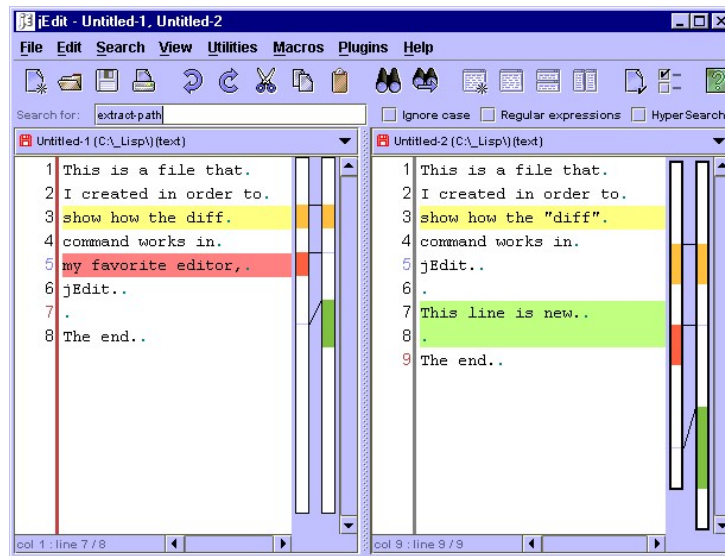 jEdit - Untitled-1, Untitled-2
File Edit Search View Utilities Macros Plugins Help
Search for: extract-path Ignore case Regular expressions HyperSearch
Untitled-1 (C:\_Lisp\)(text)
1 This is a file that.
2 I created in order to.
3 show how the diff.
4 command works in.
5 my favorite editor,.
6 jEdit..
7 .
8 The end..
col 1 : line 7 / 8
Untitled-2 (C:\_Lisp\)(text)
1 This is a file that.
2 I created in order to.
3 show how the "diff".
4 command works in.
5 jEdit..
6 .
7 This line is new..
8 .
9 The end..
col 9 : line 9 / 9